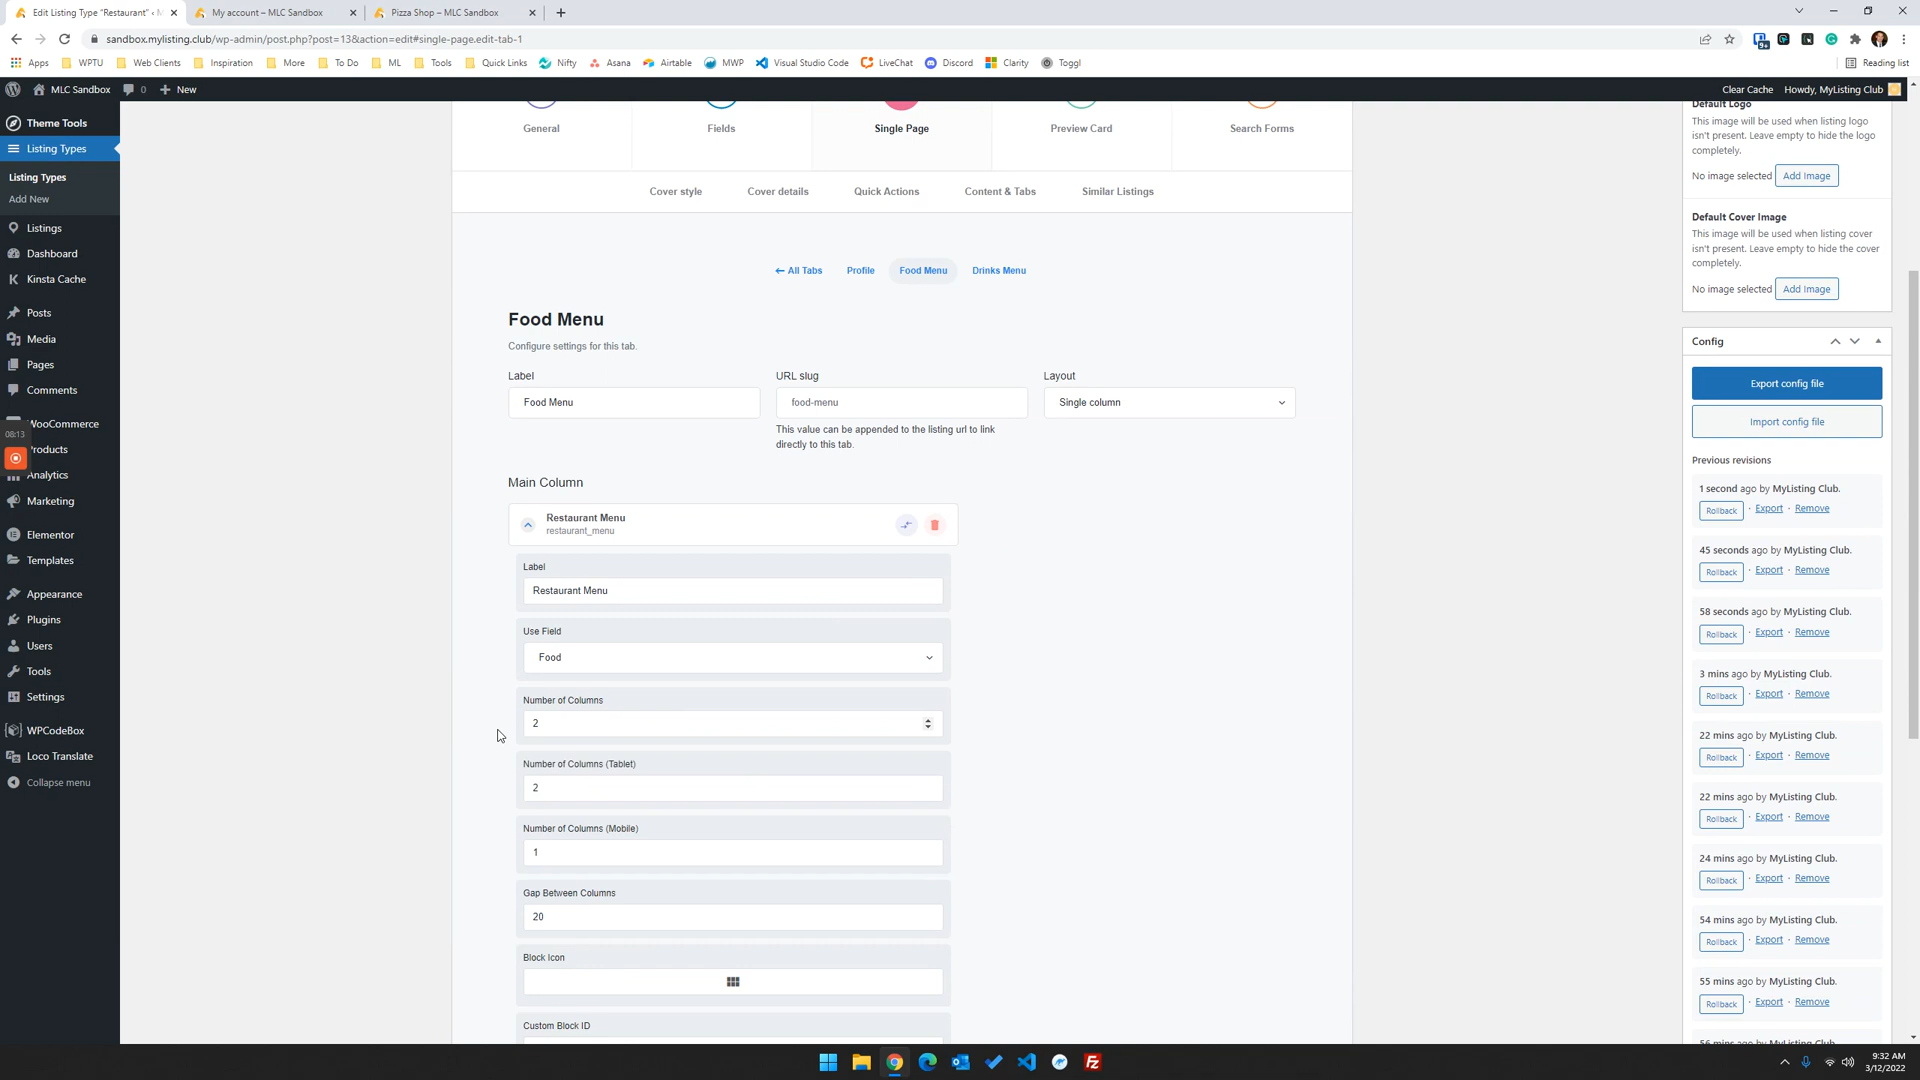 Edit Listing Type "Restaurant" ‹ M
My account – MLC Sandbox
Pizza Shop – MLC Sandbox
sandbox.mylisting.club/wp-admin/post.php?post=13&action=edit#single-page.edit-tab-1
Apps
WPTU
Web Clients
Inspiration
More
To Do
ML
Tools
Quick Links
Nifty
Asana
Airtable
MWP
Visual Studio Code
LiveChat
Discord
Clarity
Toggl
Reading list
MLC Sandbox
0
New
Clear Cache
Howdy, MyListing Club
Theme Tools
Listing Types
Listing Types
Add New
Listings
Dashboard
Kinsta Cache
Posts
Media
Pages
Comments
WooCommerce
08:13
Products
Analytics
Marketing
Elementor
Templates
Appearance
Plugins
Users
Tools
Settings
WPCodeBox
Loco Translate
Collapse menu
General
Fields
Single Page
Preview Card
Search Forms
Cover style
Cover details
Quick Actions
Content & Tabs
Similar Listings
← All Tabs
Profile
Food Menu
Drinks Menu
Food Menu
Configure settings for this tab.
Label
Food Menu
URL slug
food-menu
This value can be appended to the listing url to link
directly to this tab.
Layout
Single column
Main Column
Restaurant Menu
restaurant_menu
Label
Restaurant Menu
Use Field
Food
Number of Columns
2
Number of Columns (Tablet)
2
Number of Columns (Mobile)
1
Gap Between Columns
20
Block Icon
Custom Block ID
Default Logo
This image will be used when listing logo
isn't present. Leave empty to hide the logo
completely.
No image selected
Add Image
Default Cover Image
This image will be used when listing cover
isn't present. Leave empty to hide the cover
completely.
No image selected
Add Image
Config
Export config file
Import config file
Previous revisions
1 second ago by MyListing Club.
Rollback · Export · Remove
45 seconds ago by MyListing Club.
Rollback · Export · Remove
58 seconds ago by MyListing Club.
Rollback · Export · Remove
3 mins ago by MyListing Club.
Rollback · Export · Remove
22 mins ago by MyListing Club.
Rollback · Export · Remove
22 mins ago by MyListing Club.
Rollback · Export · Remove
24 mins ago by MyListing Club.
Rollback · Export · Remove
54 mins ago by MyListing Club.
Rollback · Export · Remove
55 mins ago by MyListing Club.
Rollback · Export · Remove
56 mins ago by MyListing Club.
9:32 AM
3/12/2022